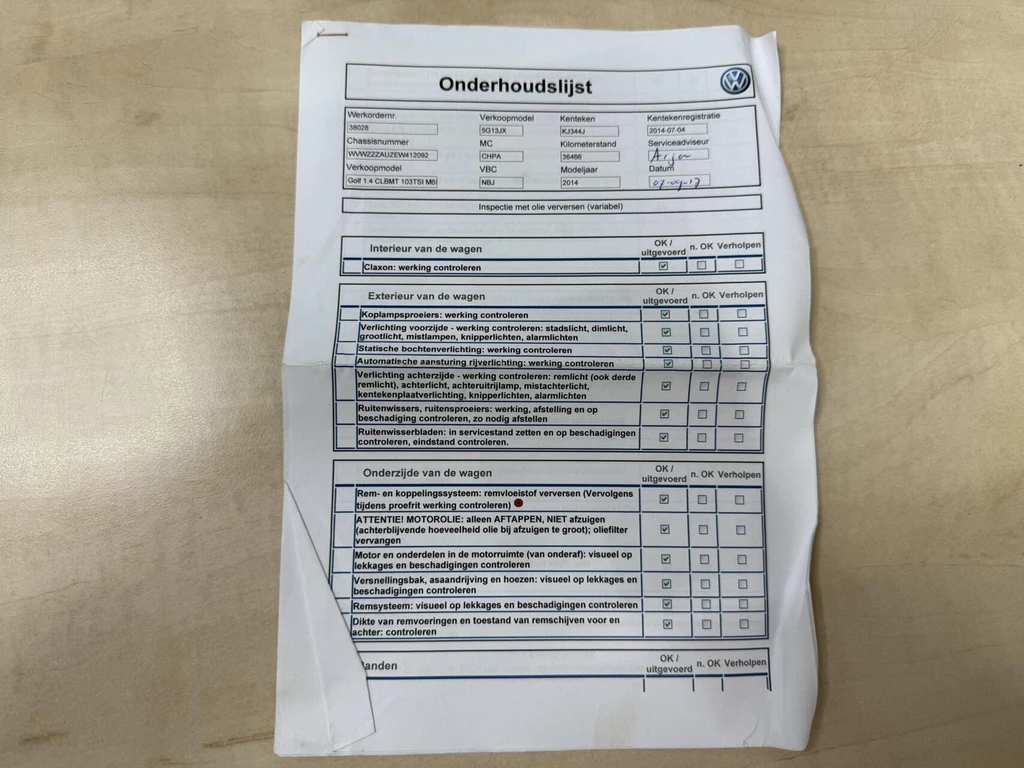 Onderhoudslijst
Werkordernr. Verkoopmodel Kenteken Kentekenregistratie
38028 5G13JX KJ344J 2014-07-04
Chassisnummer MC Kilometerstand Serviceadviseur
WVWZZZAUZEW412092 CHPA 36466 Arjan
Verkoopmodel VBC Modeljaar Datum
Golf 1.4 CLBMT 103TSI M6 NBJ 2014 07-09-17
Inspectie met olie verversen (variabel)
Interieur van de wagen OK / uitgevoerd n. OK Verholpen
Claxon: werking controleren
Exterieur van de wagen OK / uitgevoerd n. OK Verholpen
Koplampsproeiers: werking controleren
Verlichting voorzijde - werking controleren: stadslicht, dimlicht,
grootlicht, mistlampen, knipperlichten, alarmlichten
Statische bochtenverlichting: werking controleren
Automatische aansturing rijverlichting: werking controleren
Verlichting achterzijde - werking controleren: remlicht (ook derde
remlicht), achterlicht, achteruitrijlamp, mistachterlicht,
kentekenplaatverlichting, knipperlichten, alarmlichten
Ruitenwissers, ruitensproeiers: werking, afstelling en op
beschadiging controleren, zo nodig afstellen
Ruitenwisserbladen: in servicestand zetten en op beschadigingen
controleren, eindstand controleren.
Onderzijde van de wagen OK / uitgevoerd n. OK Verholpen
Rem- en koppelingssysteem: remvloeistof verversen (Vervolgens
tijdens proefrit werking controleren)
ATTENTIE! MOTOROLIE: alleen AFTAPPEN, NIET afzuigen
(achterblijvende hoeveelheid olie bij afzuigen te groot); oliefilter
vervangen
Motor en onderdelen in de motorruimte (van onderaf): visueel op
lekkages en beschadigingen controleren
Versnellingsbak, asaandrijving en hoezen: visueel op lekkages en
beschadigingen controleren
Remsysteem: visueel op lekkages en beschadigingen controleren
Dikte van remvoeringen en toestand van remschijven voor en
achter: controleren
anden OK / uitgevoerd n. OK Verholpen